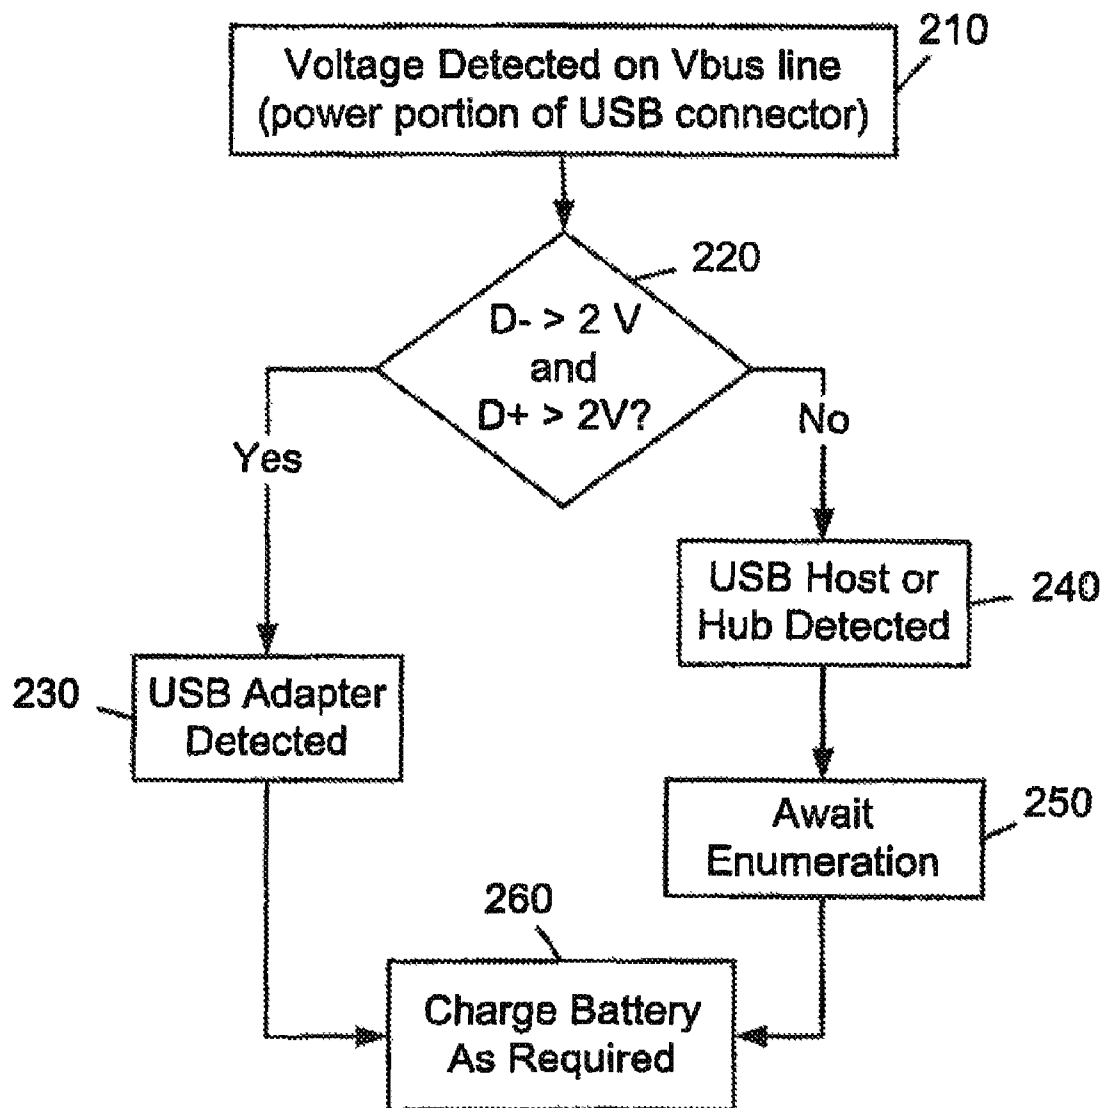 210
Voltage Detected on Vbus line
(power portion of USB connector)
220
D- > 2 V
and
D+ > 2V?
Yes
No
USB Host or
Hub Detected
240
230
USB Adapter
Detected
Await
Enumeration
250
260
Charge Battery
As Required